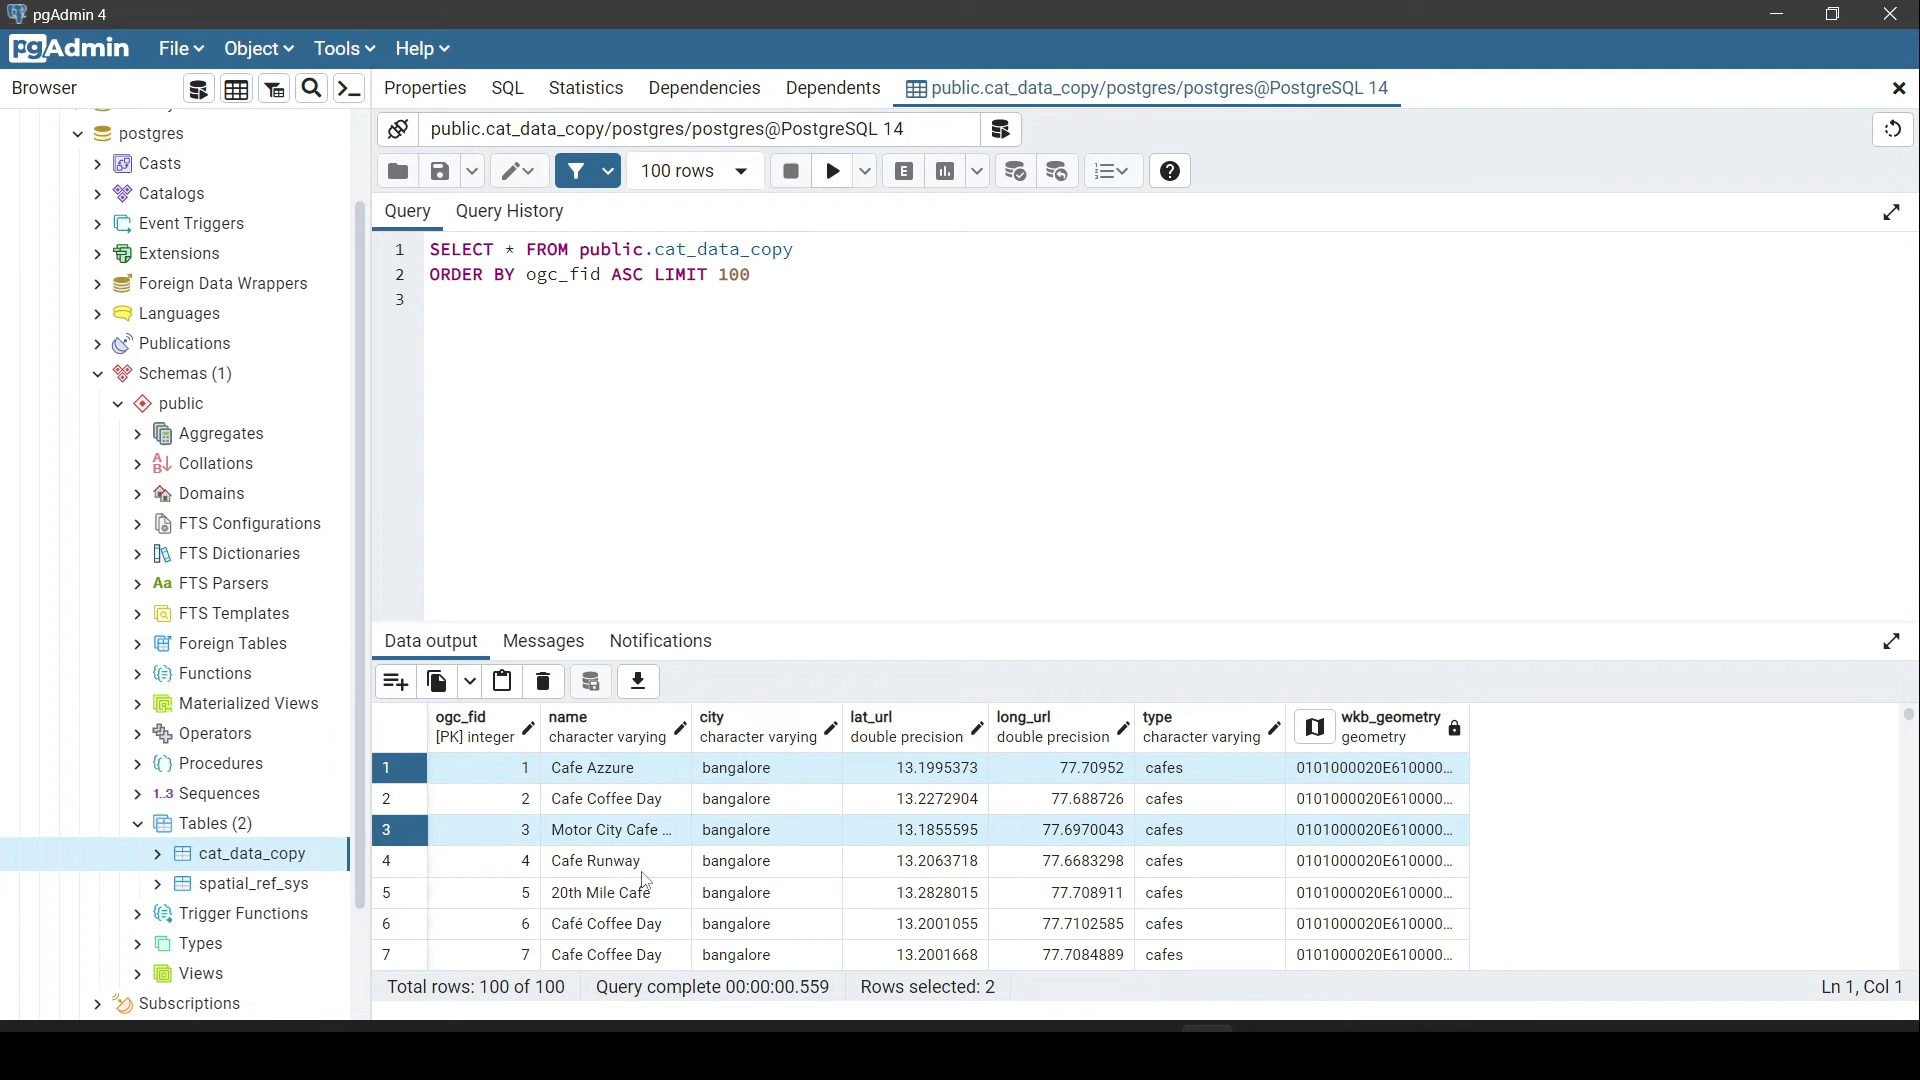 pgAdmin 4
pgAdmin File Object Tools Help
Browser
Properties SQL Statistics Dependencies Dependents public.cat_data_copy/postgres/postgres@PostgreSQL 14
postgres
Casts
Catalogs
Event Triggers
Extensions
Foreign Data Wrappers
Languages
Publications
Schemas (1)
public
Aggregates
Collations
Domains
FTS Configurations
FTS Dictionaries
Aa FTS Parsers
FTS Templates
Foreign Tables
Functions
Materialized Views
Operators
Procedures
1..3 Sequences
Tables (2)
cat_data_copy
spatial_ref_sys
Trigger Functions
Types
Views
Subscriptions
public.cat_data_copy/postgres/postgres@PostgreSQL 14
100 rows E
Query Query History
1 SELECT * FROM public.cat_data_copy
2 ORDER BY ogc_fid ASC LIMIT 100
3
Data output Messages Notifications
ogc_fid name city lat_url long_url type wkb_geometry
[PK] integer character varying character varying double precision double precision character varying geometry
1 1 Cafe Azzure bangalore 13.1995373 77.70952 cafes 0101000020E610000...
2 2 Cafe Coffee Day bangalore 13.2272904 77.688726 cafes 0101000020E610000...
3 3 Motor City Cafe ... bangalore 13.1855595 77.6970043 cafes 0101000020E610000...
4 4 Cafe Runway bangalore 13.2063718 77.6683298 cafes 0101000020E610000...
5 5 20th Mile Cafe bangalore 13.2828015 77.708911 cafes 0101000020E610000...
6 6 Café Coffee Day bangalore 13.2001055 77.7102585 cafes 0101000020E610000...
7 7 Cafe Coffee Day bangalore 13.2001668 77.7084889 cafes 0101000020E610000...
Total rows: 100 of 100 Query complete 00:00:00.559 Rows selected: 2 Ln 1, Col 1